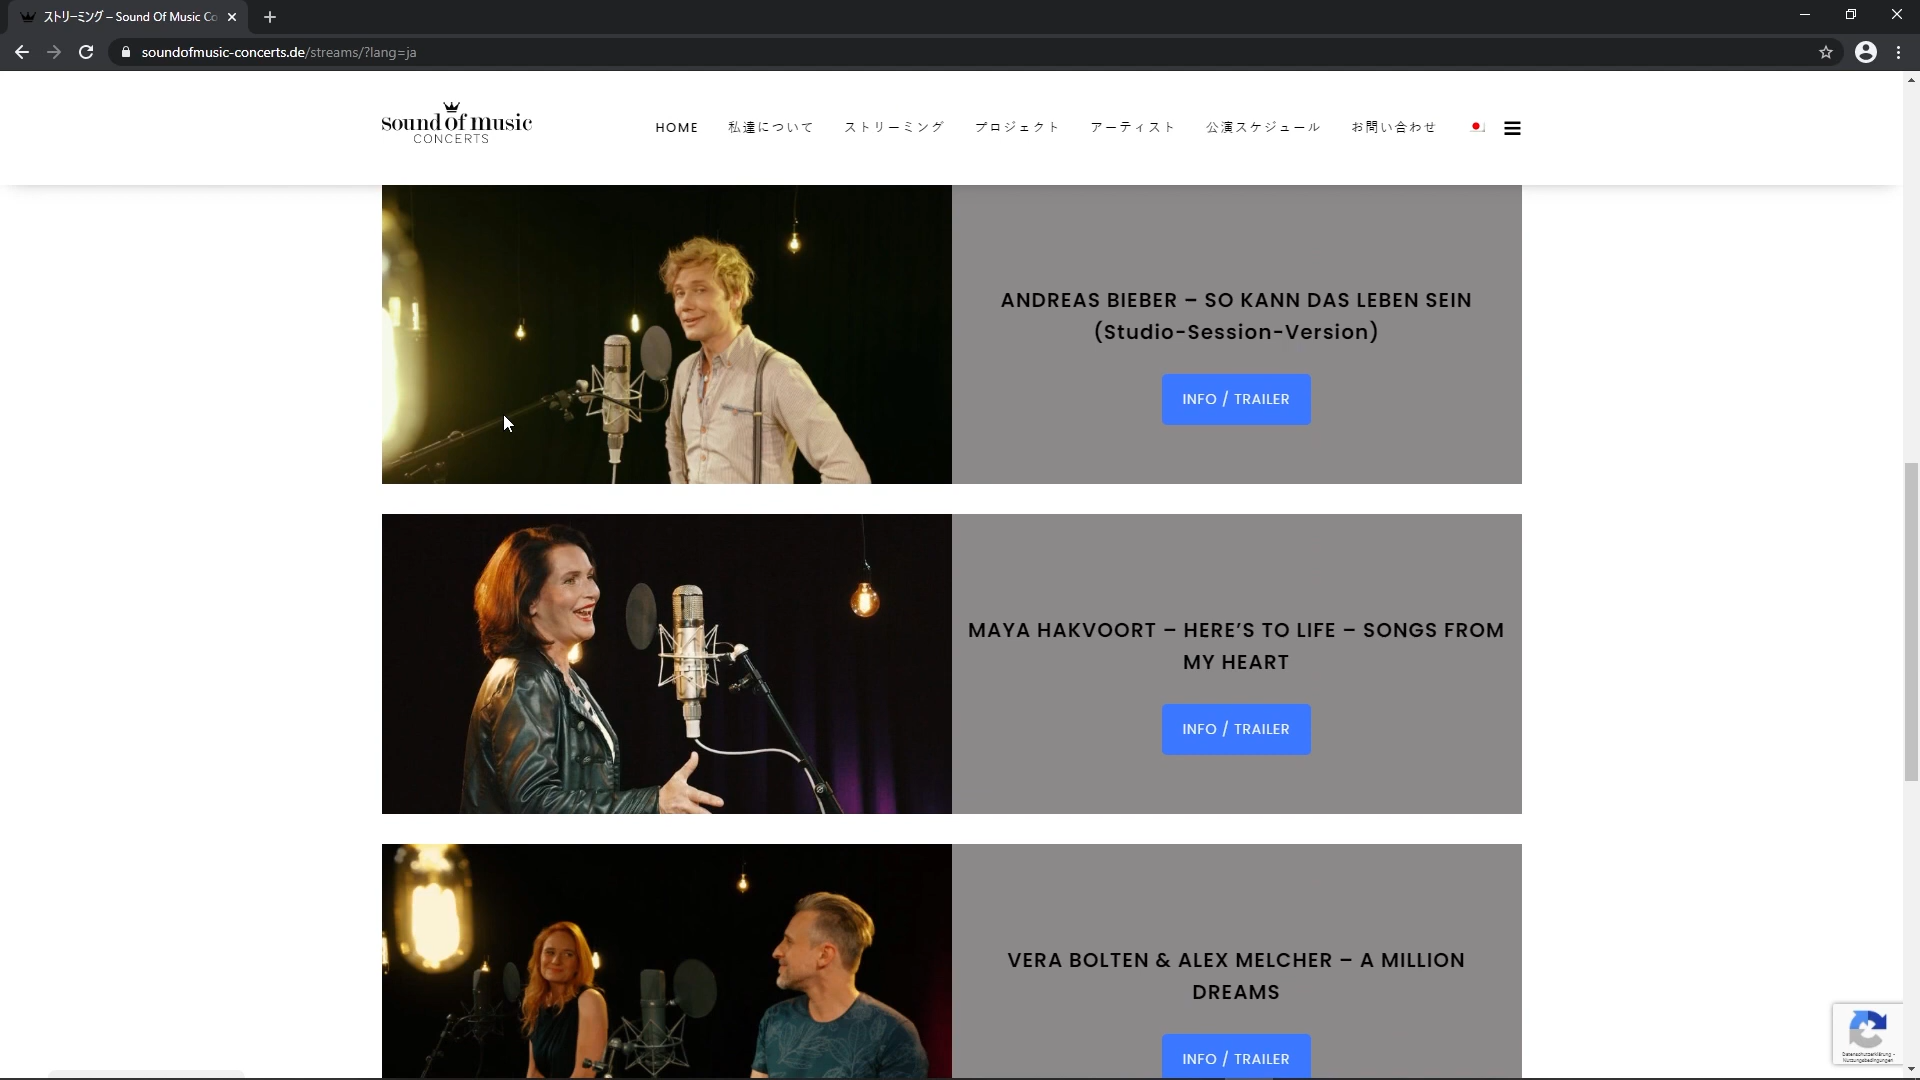 ストリーミング – Sound Of Music Co
soundofmusic-concerts.de/streams/?lang=ja
sound of music
CONCERTS
HOME 私達について ストリーミング プロジェクト アーティスト 公演スケジュール お問い合わせ
ANDREAS BIEBER – SO KANN DAS LEBEN SEIN
(Studio-Session-Version)
INFO / TRAILER
MAYA HAKVOORT – HERE’S TO LIFE – SONGS FROM
MY HEART
INFO / TRAILER
VERA BOLTEN & ALEX MELCHER – A MILLION
DREAMS
INFO / TRAILER
Datenschutzerklärung -
Nutzungsbedingungen